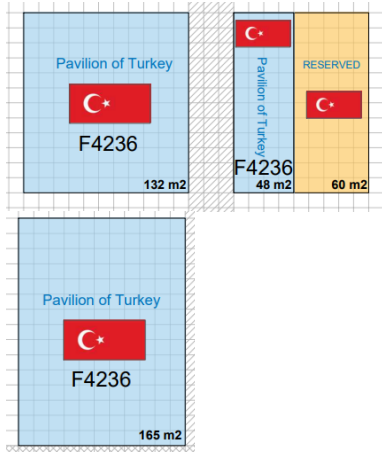 Pavilion of Turkey
F4236
132 m2
Pavilion of Turkey
F4236
48 m2
RESERVED
60 m2
Pavilion of Turkey
F4236
165 m2